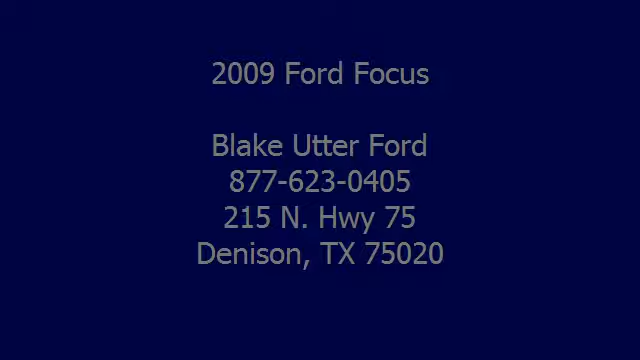 2009 Ford Focus
Blake Utter Ford
877-623-0405
215 N. Hwy 75
Denison, TX 75020